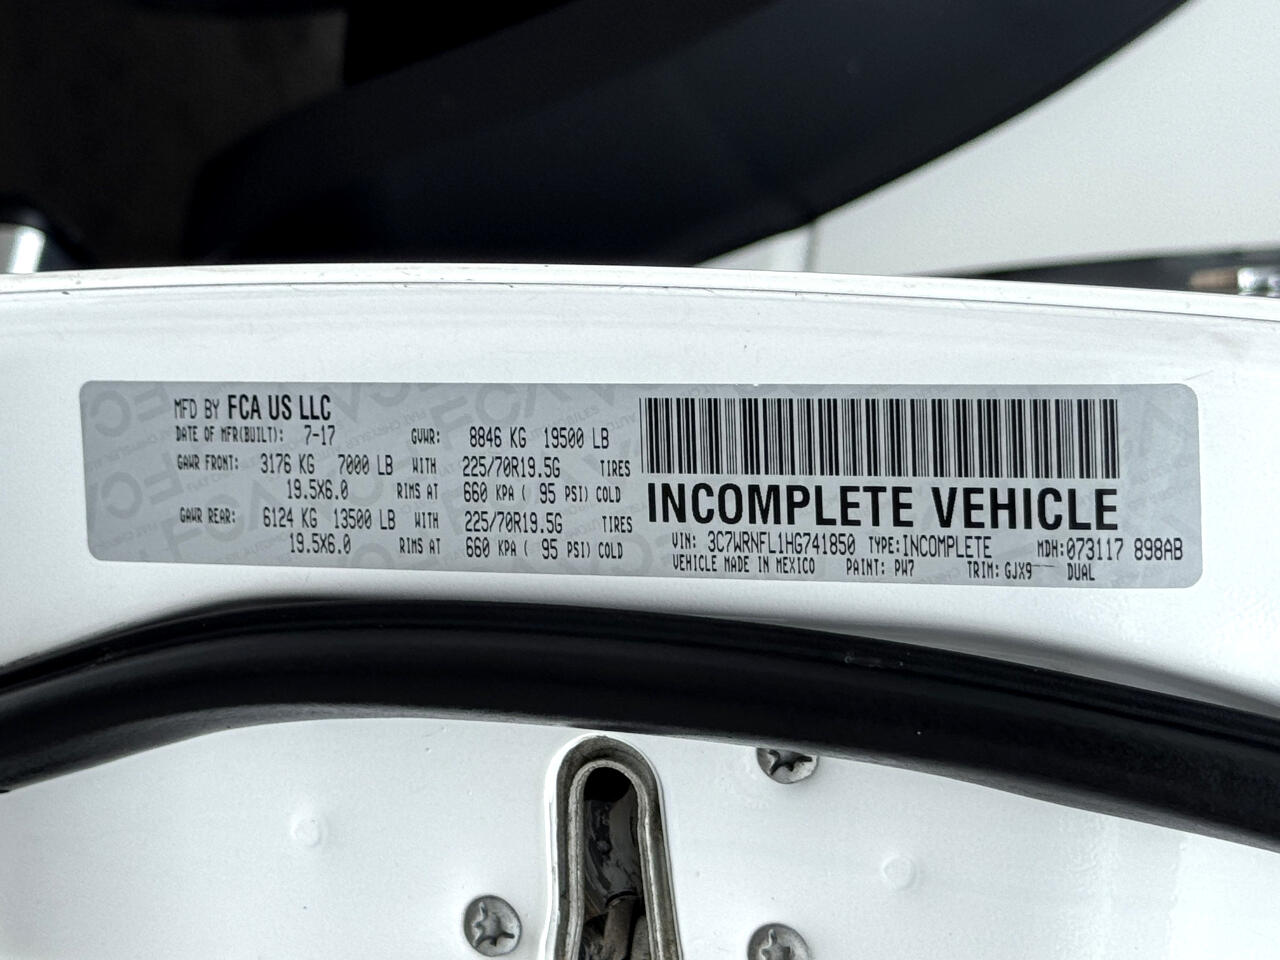 MFD BY FCA US LLC
DATE OF MFR(BUILT): 7-17 GVWR: 8846 KG 19500 LB
GAWR FRONT: 3176 KG 7000 LB WITH 225/70R19.5G TIRES
19.5X6.0 RIMS AT 660 KPA ( 95 PSI) COLD
GAWR REAR: 6124 KG 13500 LB WITH 225/70R19.5G TIRES
19.5X6.0 RIMS AT 660 KPA ( 95 PSI) COLD
INCOMPLETE VEHICLE
VIN: 3C7WRNFL1HG741850 TYPE: INCOMPLETE MDH: 073117 898AB
VEHICLE MADE IN MEXICO PAINT: PW7 TRIM: GJX9 DUAL